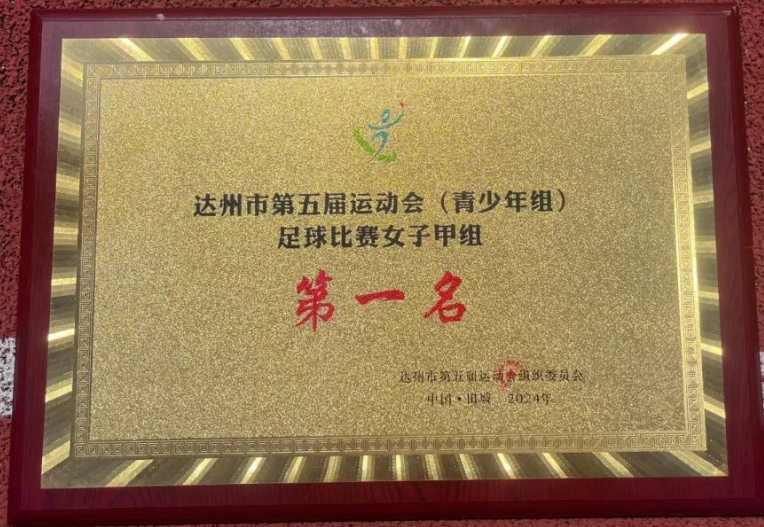 达州市第五届运动会（青少年组）
足球比赛女子甲组
第一名
达州市第五届运动会组织委员会
中国·田城 2024年